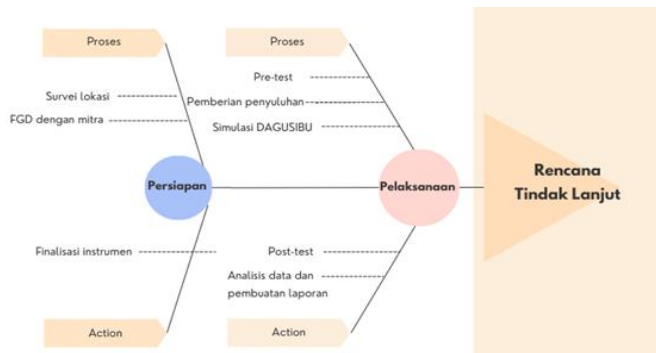 Proses
Survei lokasi
FGD dengan mitra
Proses
Pre-test
Pemberian penyuluhan
Simulasi DAGUSIBU
Persiapan
Pelaksanaan
Rencana
Tindak Lanjut
Finalisasi instrumen
Action
Post-test
Analisis data dan
pembuatan laporan
Action